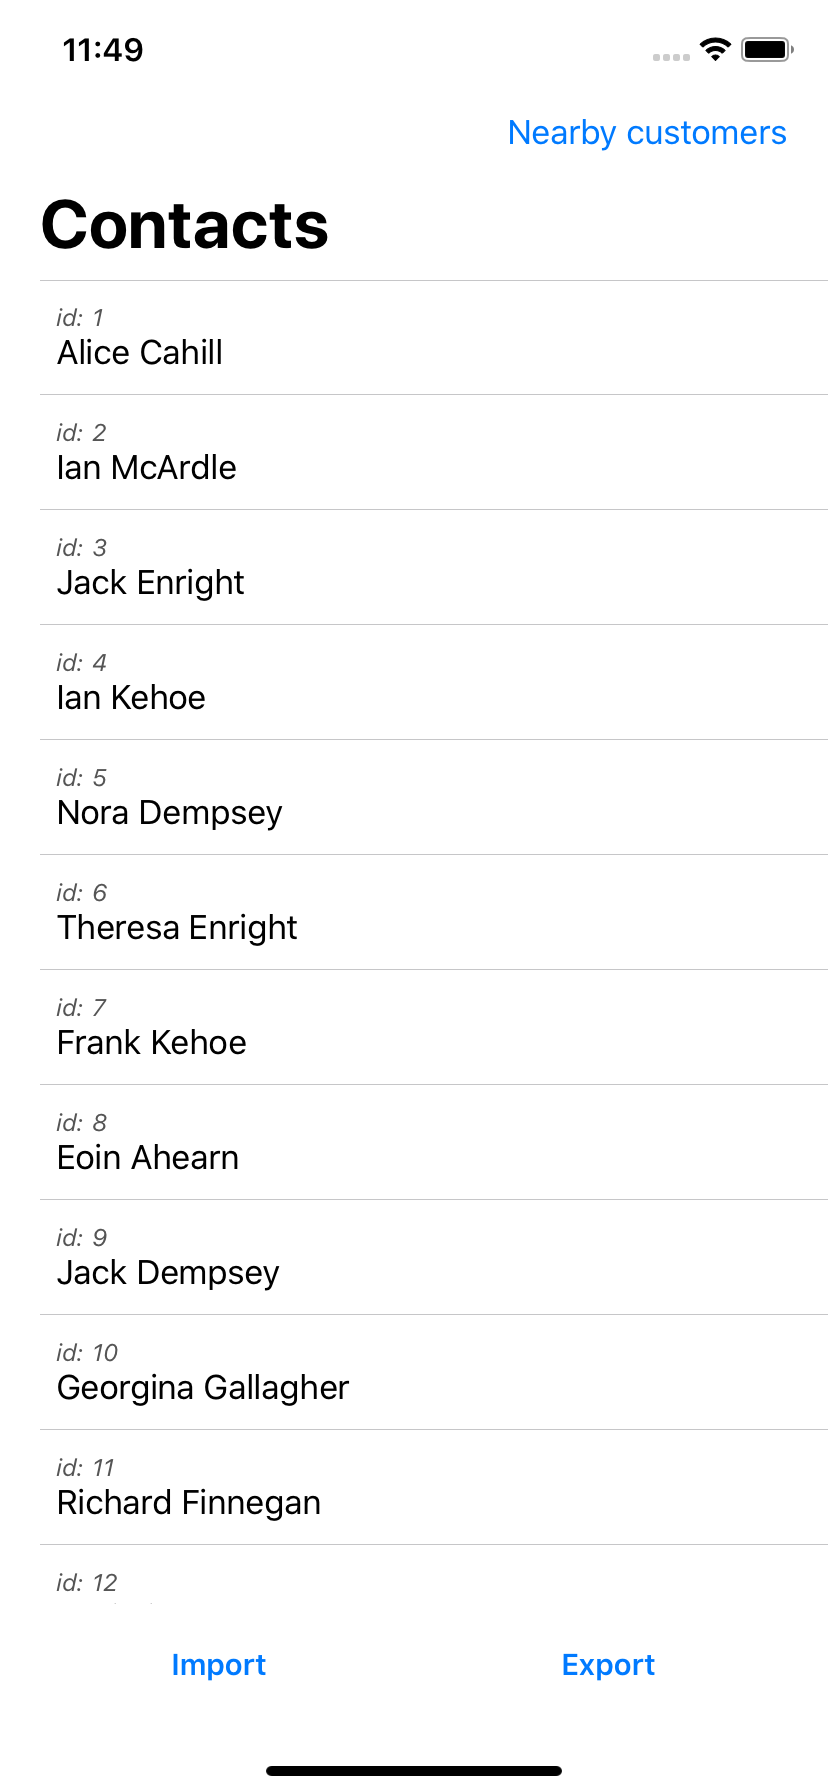 11:49
Nearby customers
Contacts
id: 1
Alice Cahill
id: 2
Ian McArdle
id: 3
Jack Enright
id: 4
Ian Kehoe
id: 5
Nora Dempsey
id: 6
Theresa Enright
id: 7
Frank Kehoe
id: 8
Eoin Ahearn
id: 9
Jack Dempsey
id: 10
Georgina Gallagher
id: 11
Richard Finnegan
id: 12
Import Export